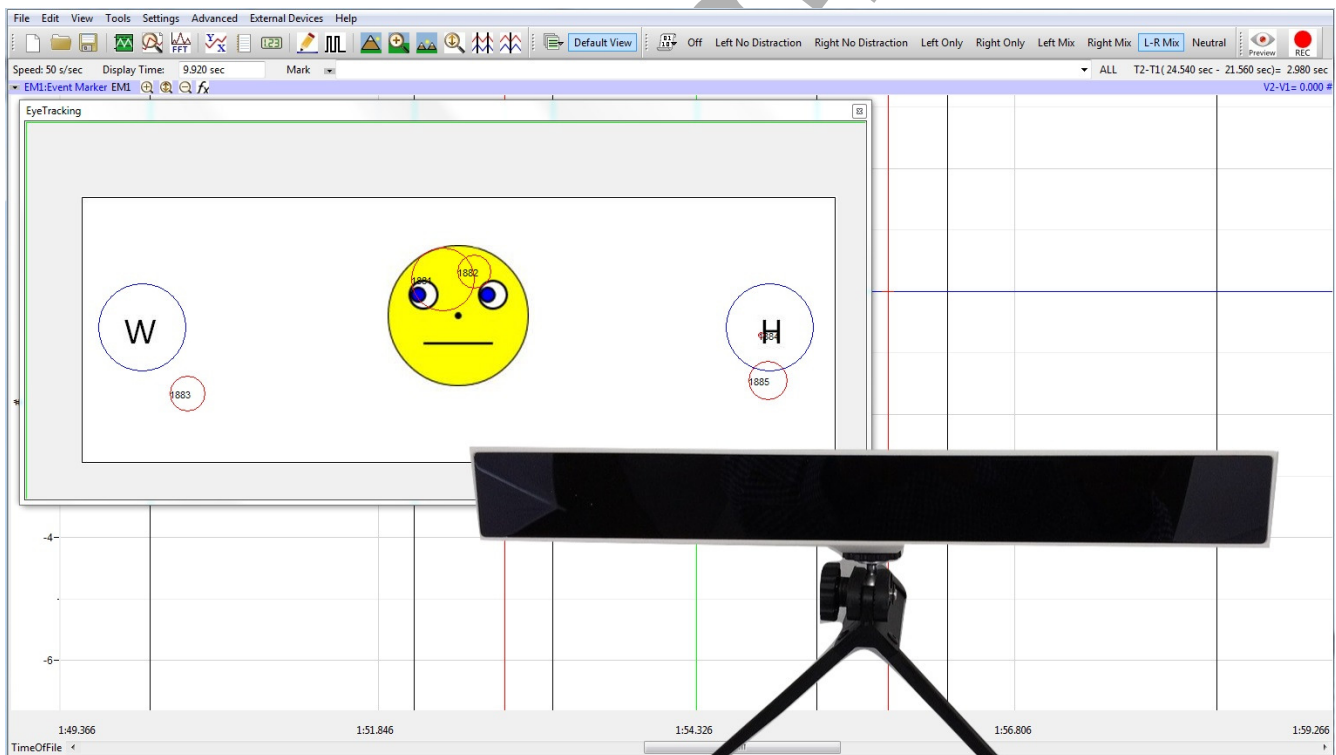 File Edit View Tools Settings Advanced External Devices Help
FFT Y X 123 Default View Off Left No Distraction Right No Distraction Left Only Right Only Left Mix Right Mix L-R Mix Neutral Preview REC
Speed: 50 s/sec Display Time: 9.920 sec Mark ALL T2-T1( 24.540 sec - 21.560 sec)= 2.980 sec
EM1:Event Marker EM1 fx V2-V1= 0.000 #
EyeTracking
1881 1882
W H
1884
1883 1885
-4-
-6-
1:49.366 1:51.846 1:54.326 1:56.806 1:59.266
TimeOfFile